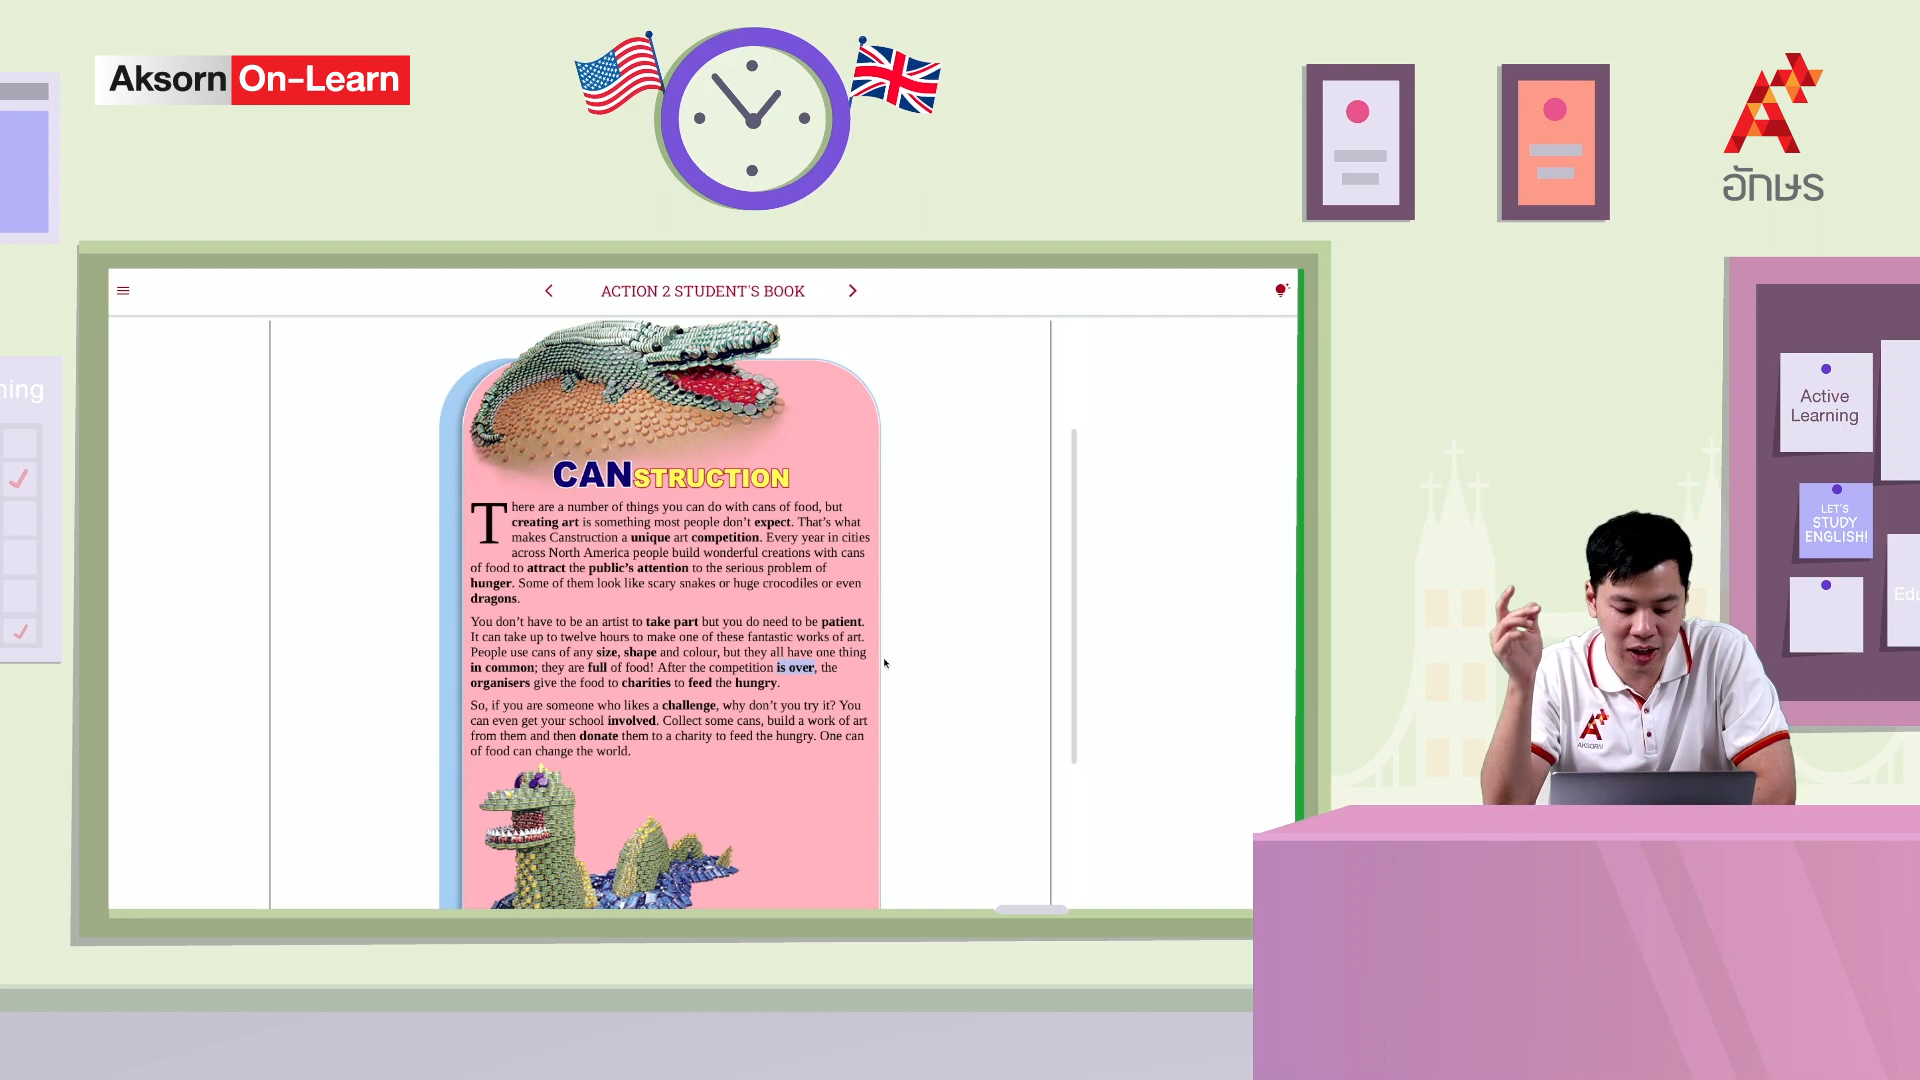 Aksorn On-Learn
อักษร
ning
ACTION 2 STUDENT'S BOOK
CANSTRUCTION
There are a number of things you can do with cans of food, but
creating art is something most people don't expect. That's what
makes Canstruction a unique art competition. Every year in cities
across North America people build wonderful creations with cans
of food to attract the public's attention to the serious problem of
hunger. Some of them look like scary snakes or huge crocodiles or even
dragons.
You don't have to be an artist to take part but you do need to be patient.
It can take up to twelve hours to make one of these fantastic works of art.
People use cans of any size, shape and colour, but they all have one thing
in common; they are full of food! After the competition is over, the
organisers give the food to charities to feed the hungry.
So, if you are someone who likes a challenge, why don't you try it? You
can even get your school involved. Collect some cans, build a work of art
from them and then donate them to a charity to feed the hungry. One can
of food can change the world.
Active
Learning
LET'S
STUDY
ENGLISH!
Edu
AKSORN